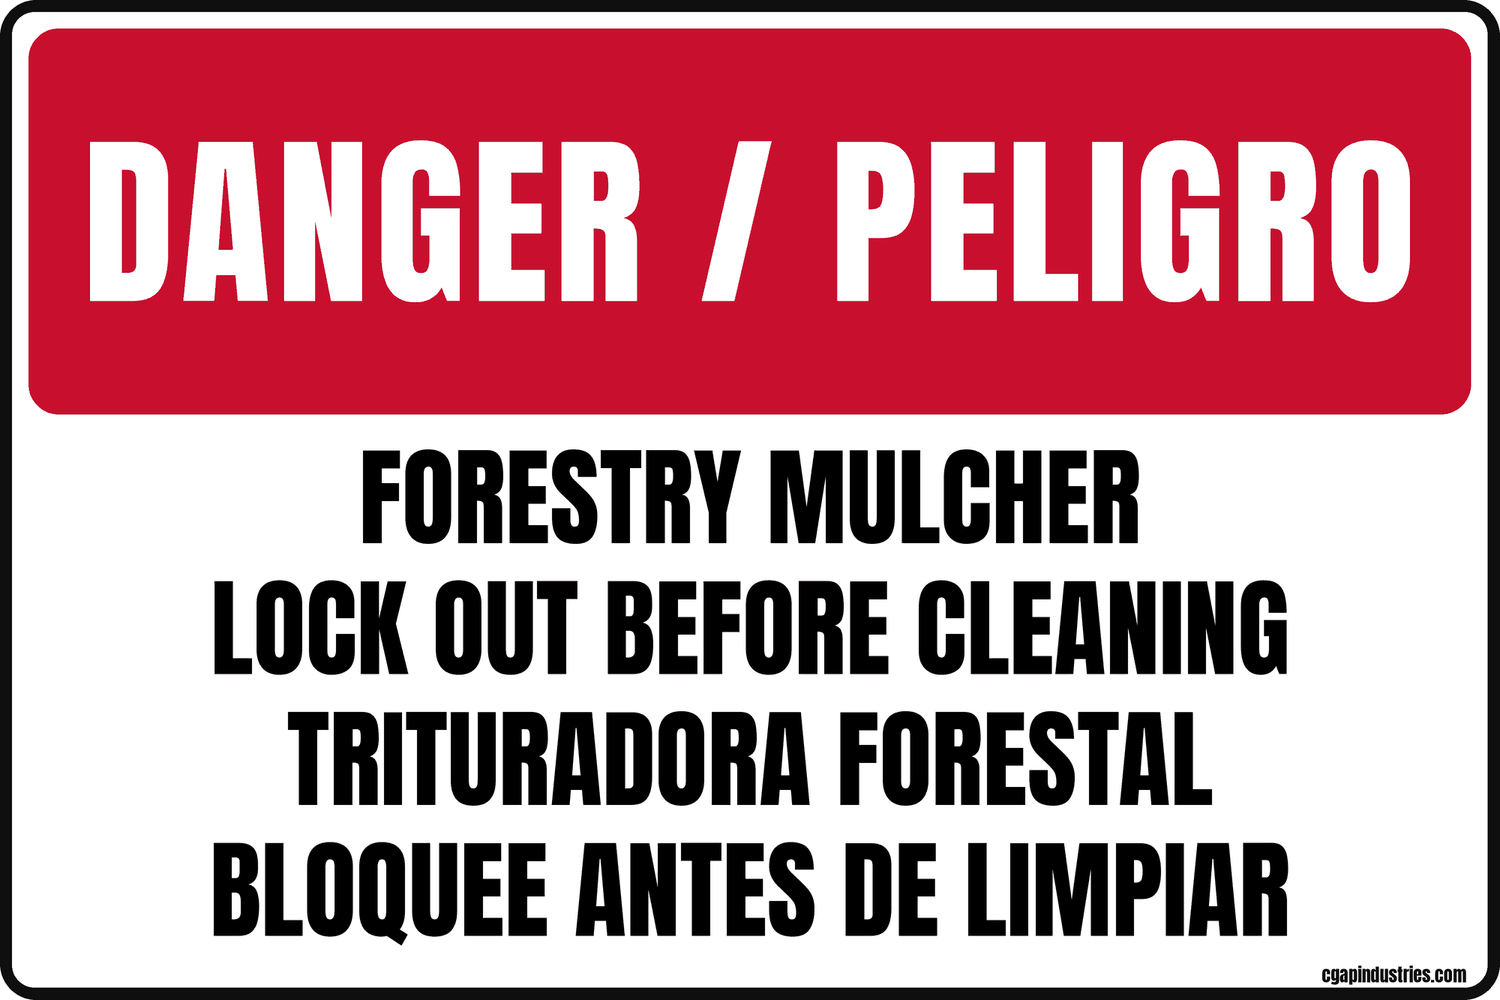 DANGER / PELIGRO
FORESTRY MULCHER
LOCK OUT BEFORE CLEANING
TRITURADORA FORESTAL
BLOQUEE ANTES DE LIMPIAR
cgapindustries.com